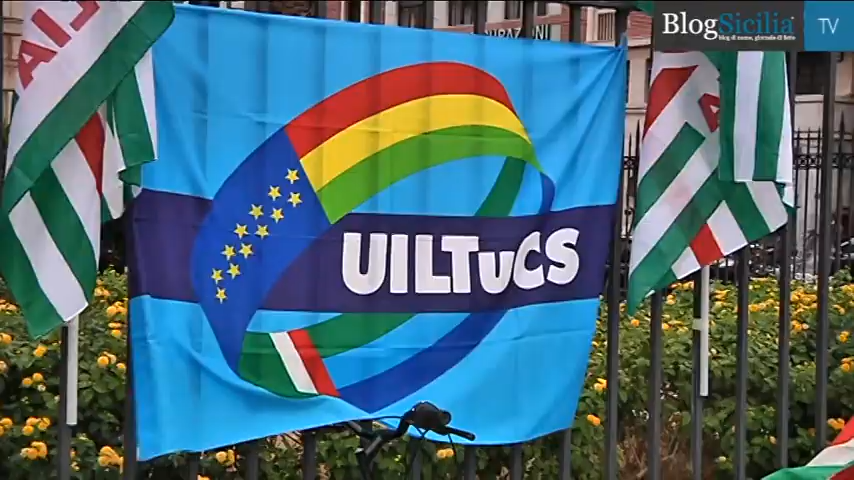 BlogSicilia
blog di nome, giornale di fatto
TV
UILTuCS